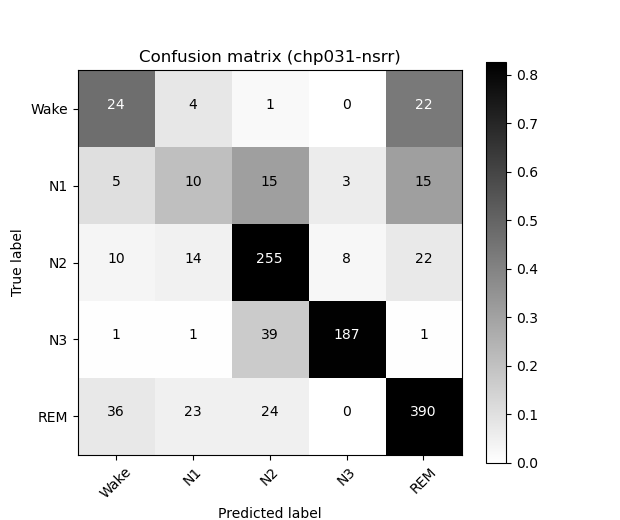 Confusion matrix (chp031-nsrr)
True label
Wake 24 4 1 0 22
N1 5 10 15 3 15
N2 10 14 255 8 22
N3 1 1 39 187 1
REM 36 23 24 0 390
Wake N1 N2 N3 REM
Predicted label
0.8
0.7
0.6
0.5
0.4
0.3
0.2
0.1
0.0